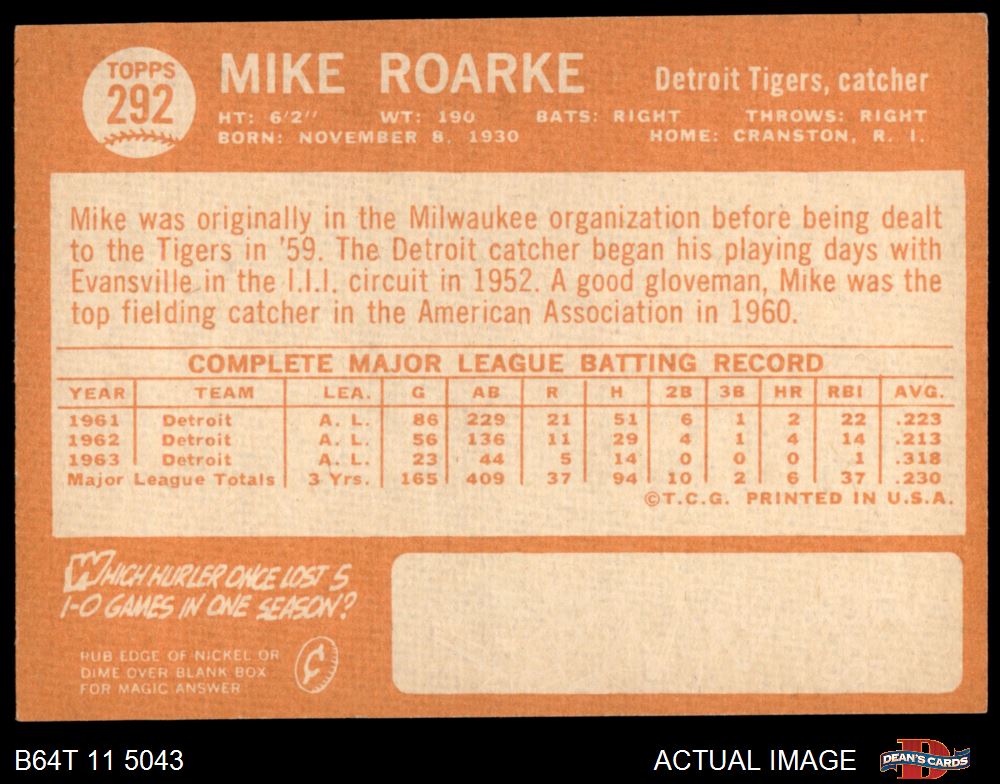 TOPPS
292
MIKE ROARKE
Detroit Tigers, catcher
HT: 6'2" WT: 190 BATS: RIGHT THROWS: RIGHT
BORN: NOVEMBER 8, 1930 HOME: CRANSTON, R. I.
Mike was originally in the Milwaukee organization before being dealt
to the Tigers in '59. The Detroit catcher began his playing days with
Evansville in the I.I.I. circuit in 1952. A good gloveman, Mike was the
top fielding catcher in the American Association in 1960.
COMPLETE MAJOR LEAGUE BATTING RECORD
YEAR TEAM LEA. G AB R H 2B 3B HR RBI AVG.
1961 Detroit A. L. 86 229 21 51 6 1 2 22 .223
1962 Detroit A. L. 56 136 11 29 4 1 4 14 .213
1963 Detroit A. L. 23 44 5 14 0 0 0 1 .318
Major League Totals 3 Yrs. 165 409 37 94 10 2 6 37 .230
©T.C.G. PRINTED IN U.S.A.
WHICH HURLER ONCE LOST 5
1-0 GAMES IN ONE SEASON?
RUB EDGE OF NICKEL OR
DIME OVER BLANK BOX
FOR MAGIC ANSWER
¢
B64T 11 5043
ACTUAL IMAGE
D
DEAN'S CARDS